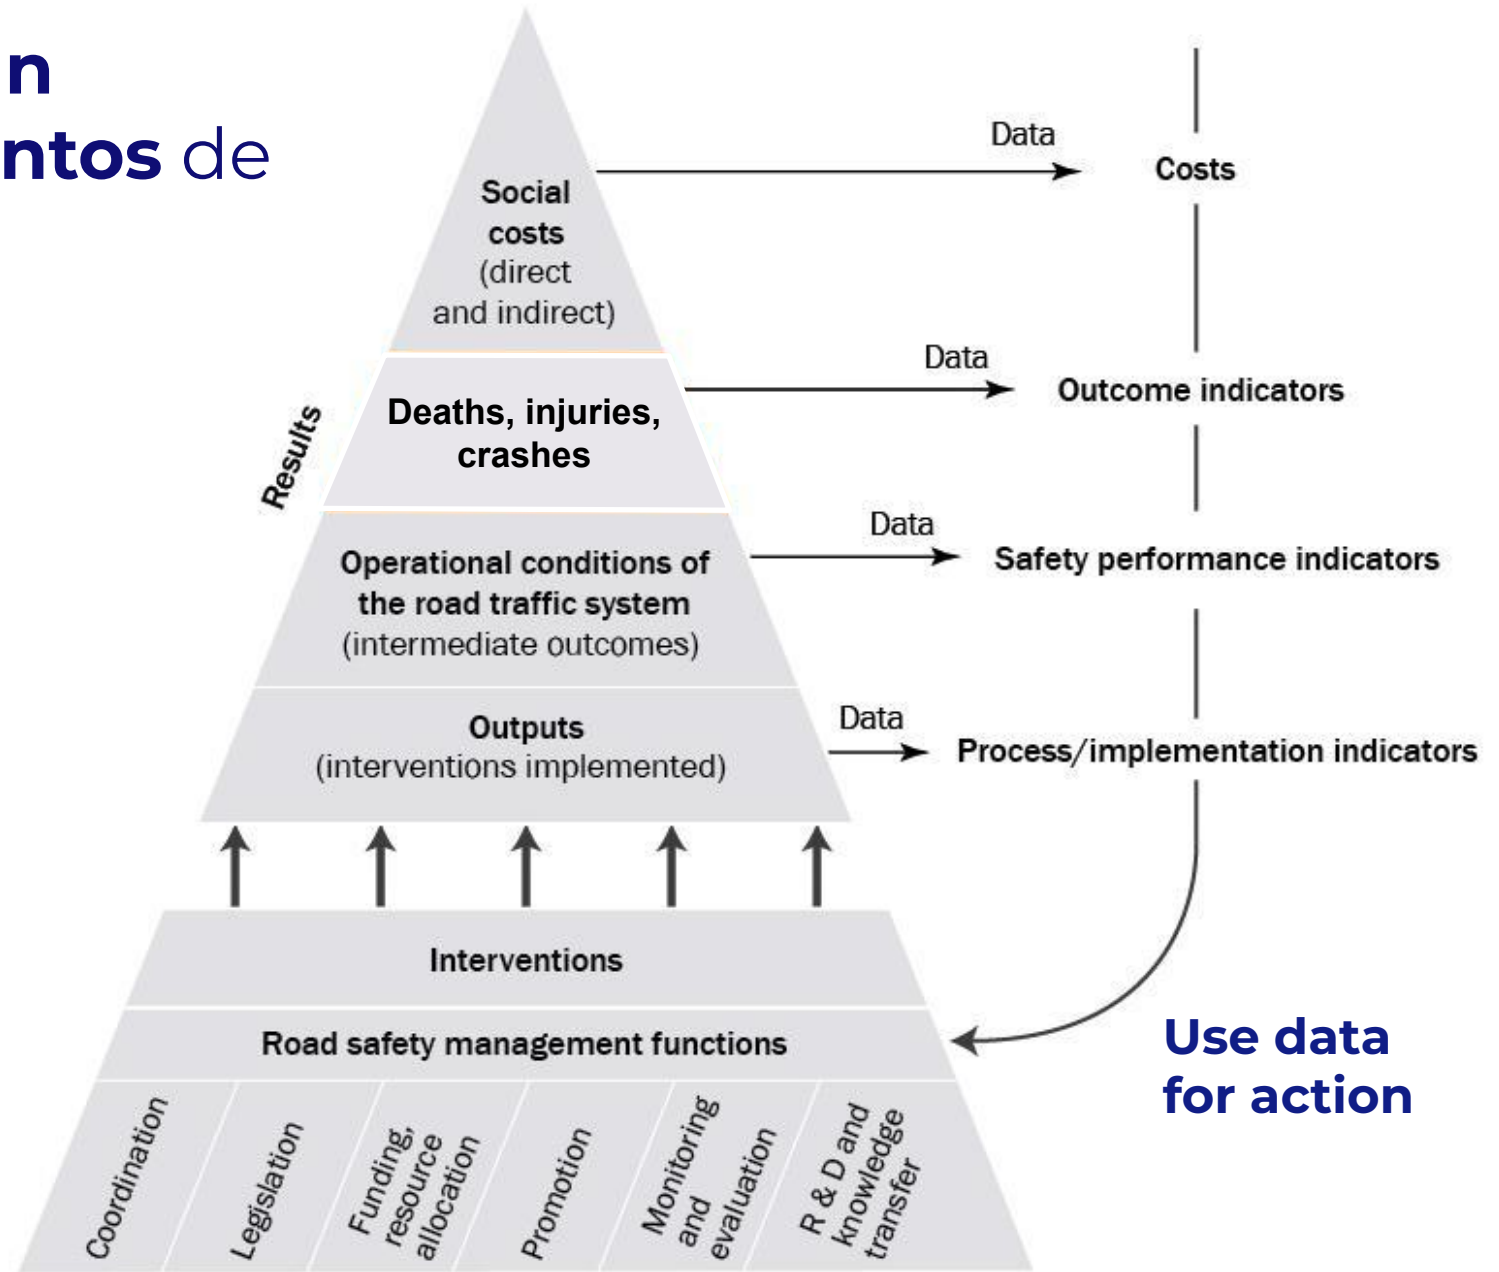 n
ntos de
Data
Costs
Social
costs
(direct
and indirect)
Data
Outcome indicators
Deaths, injuries,
crashes
Results
Data
Safety performance indicators
Operational conditions of
the road traffic system
(intermediate outcomes)
Data
Process/implementation indicators
Outputs
(interventions implemented)
Interventions
Road safety management functions
Use data
for action
Coordination
Legislation
Funding,
resource
allocation
Promotion
Monitoring
and
evaluation
R & D and
knowledge
transfer